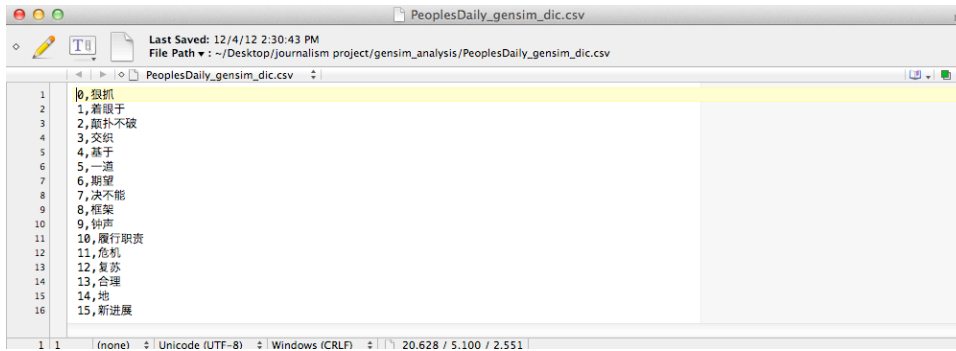 PeoplesDaily_gensim_dic.csv
Last Saved: 12/4/12 2:30:43 PM
File Path ▾ : ~/Desktop/journalism project/gensim_analysis/PeoplesDaily_gensim_dic.csv
PeoplesDaily_gensim_dic.csv
1 0,狠抓
2 1,着眼于
3 2,颠扑不破
4 3,交织
5 4,基于
6 5,一道
7 6,期望
8 7,决不能
9 8,框架
10 9,钟声
11 10,履行职责
12 11,危机
13 12,复苏
14 13,合理
15 14,地
16 15,新进展
1 1 (none) Unicode (UTF-8) Windows (CRLF) 20.628 / 5.100 / 2.551